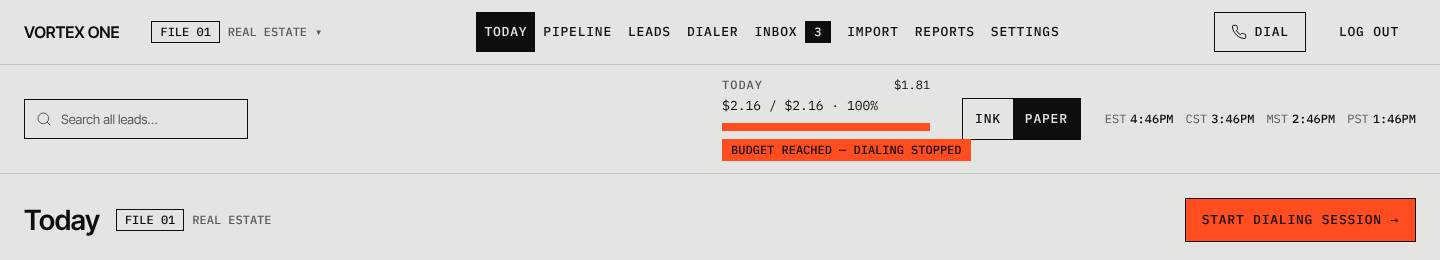 VORTEX ONE FILE 01 REAL ESTATE ▾ TODAY PIPELINE LEADS DIALER INBOX 3 IMPORT REPORTS SETTINGS DIAL LOG OUT
TODAY $1.81
$2.16 / $2.16 · 100%
Search all leads... INK PAPER EST 4:46PM CST 3:46PM MST 2:46PM PST 1:46PM
BUDGET REACHED — DIALING STOPPED
Today FILE 01 REAL ESTATE START DIALING SESSION →